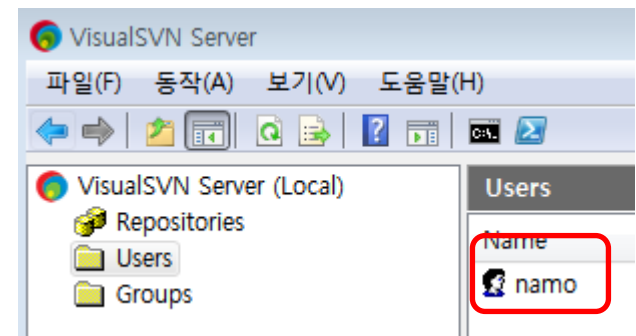 VisualSVN Server
파일(F) 동작(A) 보기(V) 도움말(H)
VisualSVN Server (Local)
Repositories
Users
Groups
Users
Name
namo